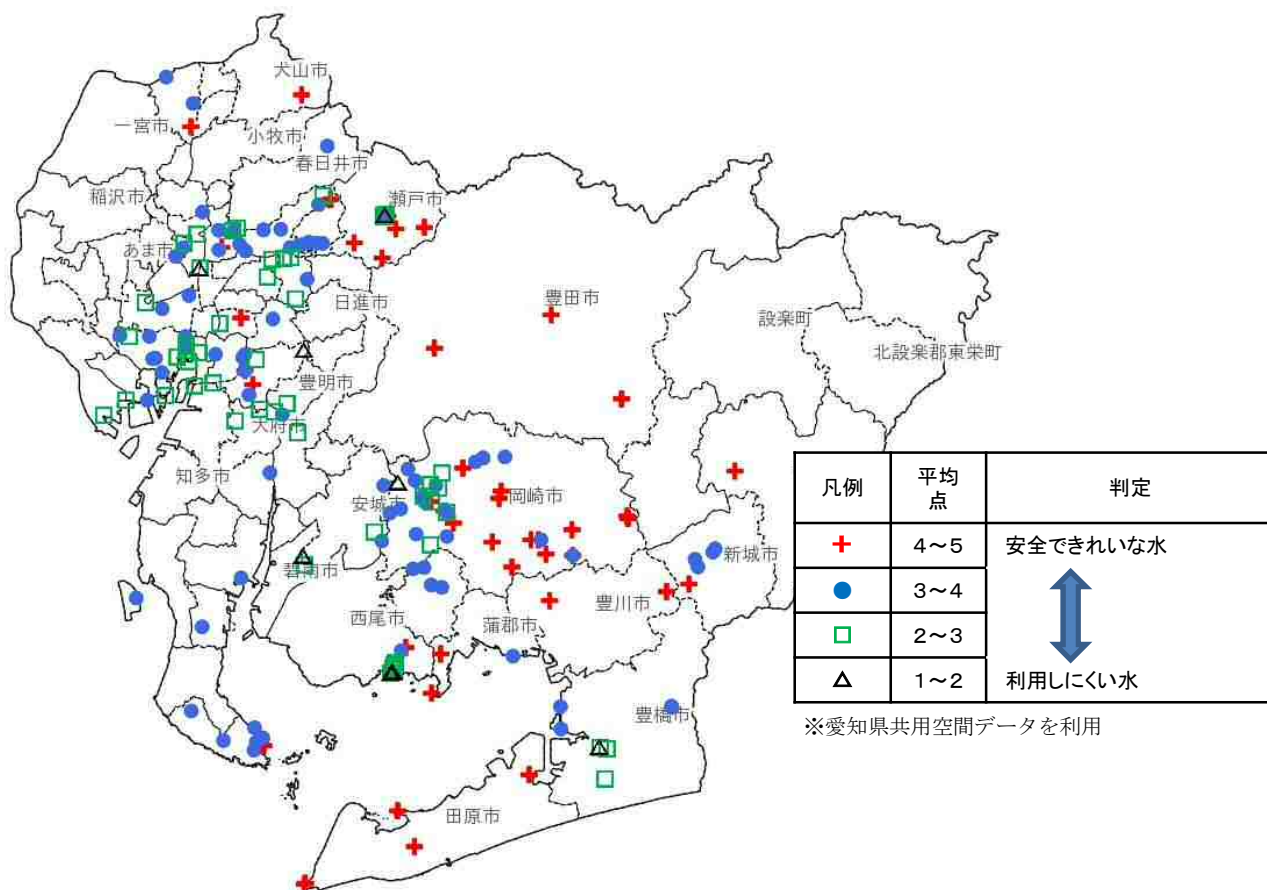 犬山市
一宮市
小牧市
春日井市
稲沢市
瀬戸市
あま市
日進市
豊田市
設楽町
北設楽郡東栄町
豊明市
大府市
知多市
安城市
岡崎市
新城市
碧南市
豊川市
西尾市
蒲郡市
豊橋市
田原市
凡例 平均点 判定
4～5 安全できれいな水
3～4
2～3
1～2 利用しにくい水
※愛知県共用空間データを利用